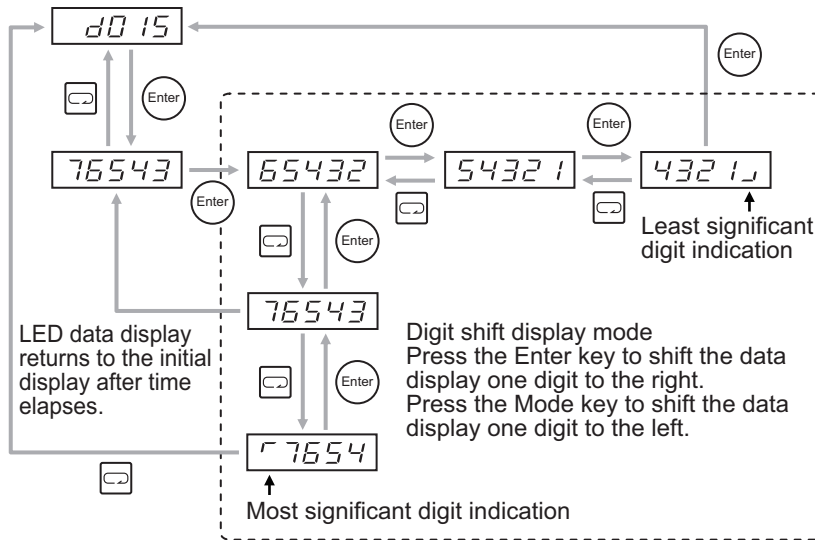 d015
Enter
Enter
76543
Enter
65432
Enter
54321
Enter
4321┘
Least significant
digit indication
Enter
76543
LED data display
returns to the initial
display after time
elapses.
Digit shift display mode
Press the Enter key to shift the data
display one digit to the right.
Press the Mode key to shift the data
display one digit to the left.
Enter
┌7654
Most significant digit indication